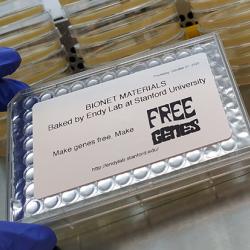 BIONET MATERIALS
Baked by Endy Lab at Stanford University
Make genes free. Make
FREE
GENES
http://endylab.stanford.edu/